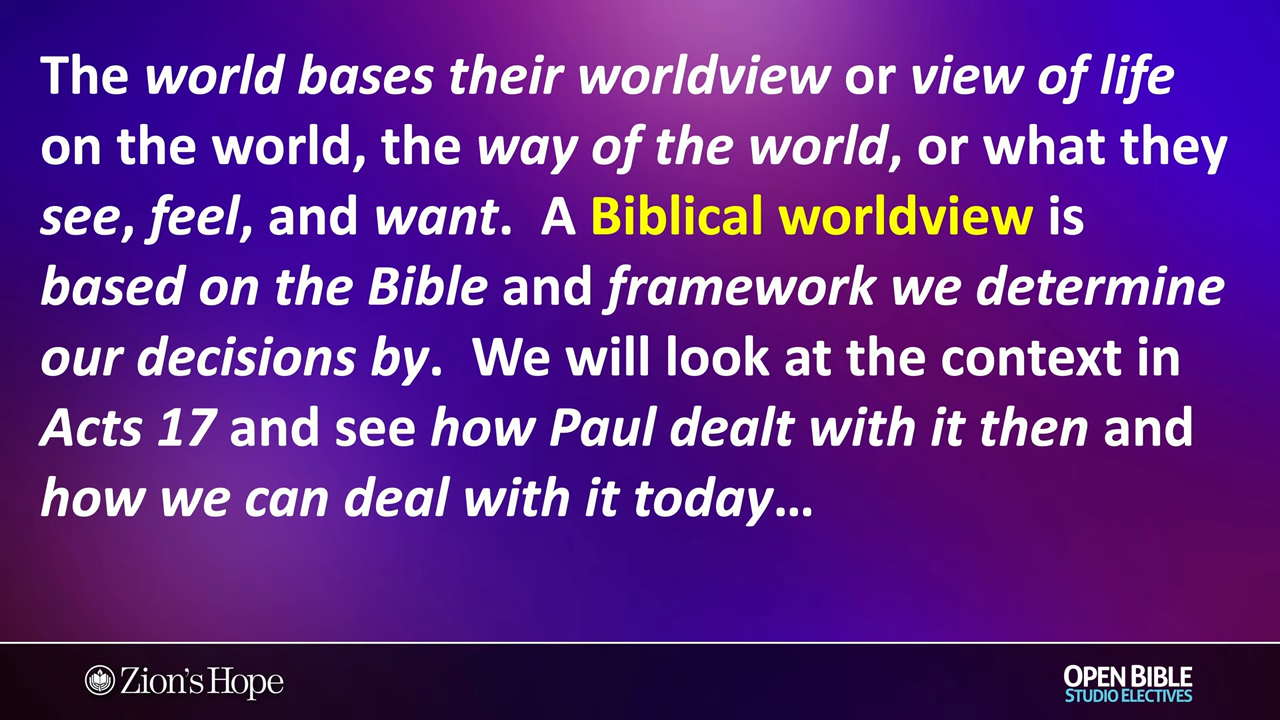 The world bases their worldview or view of life
on the world, the way of the world, or what they
see, feel, and want.  A Biblical worldview is
based on the Bible and framework we determine
our decisions by.  We will look at the context in
Acts 17 and see how Paul dealt with it then and
how we can deal with it today…
Zion's Hope
OPEN BIBLE
STUDIO ELECTIVES